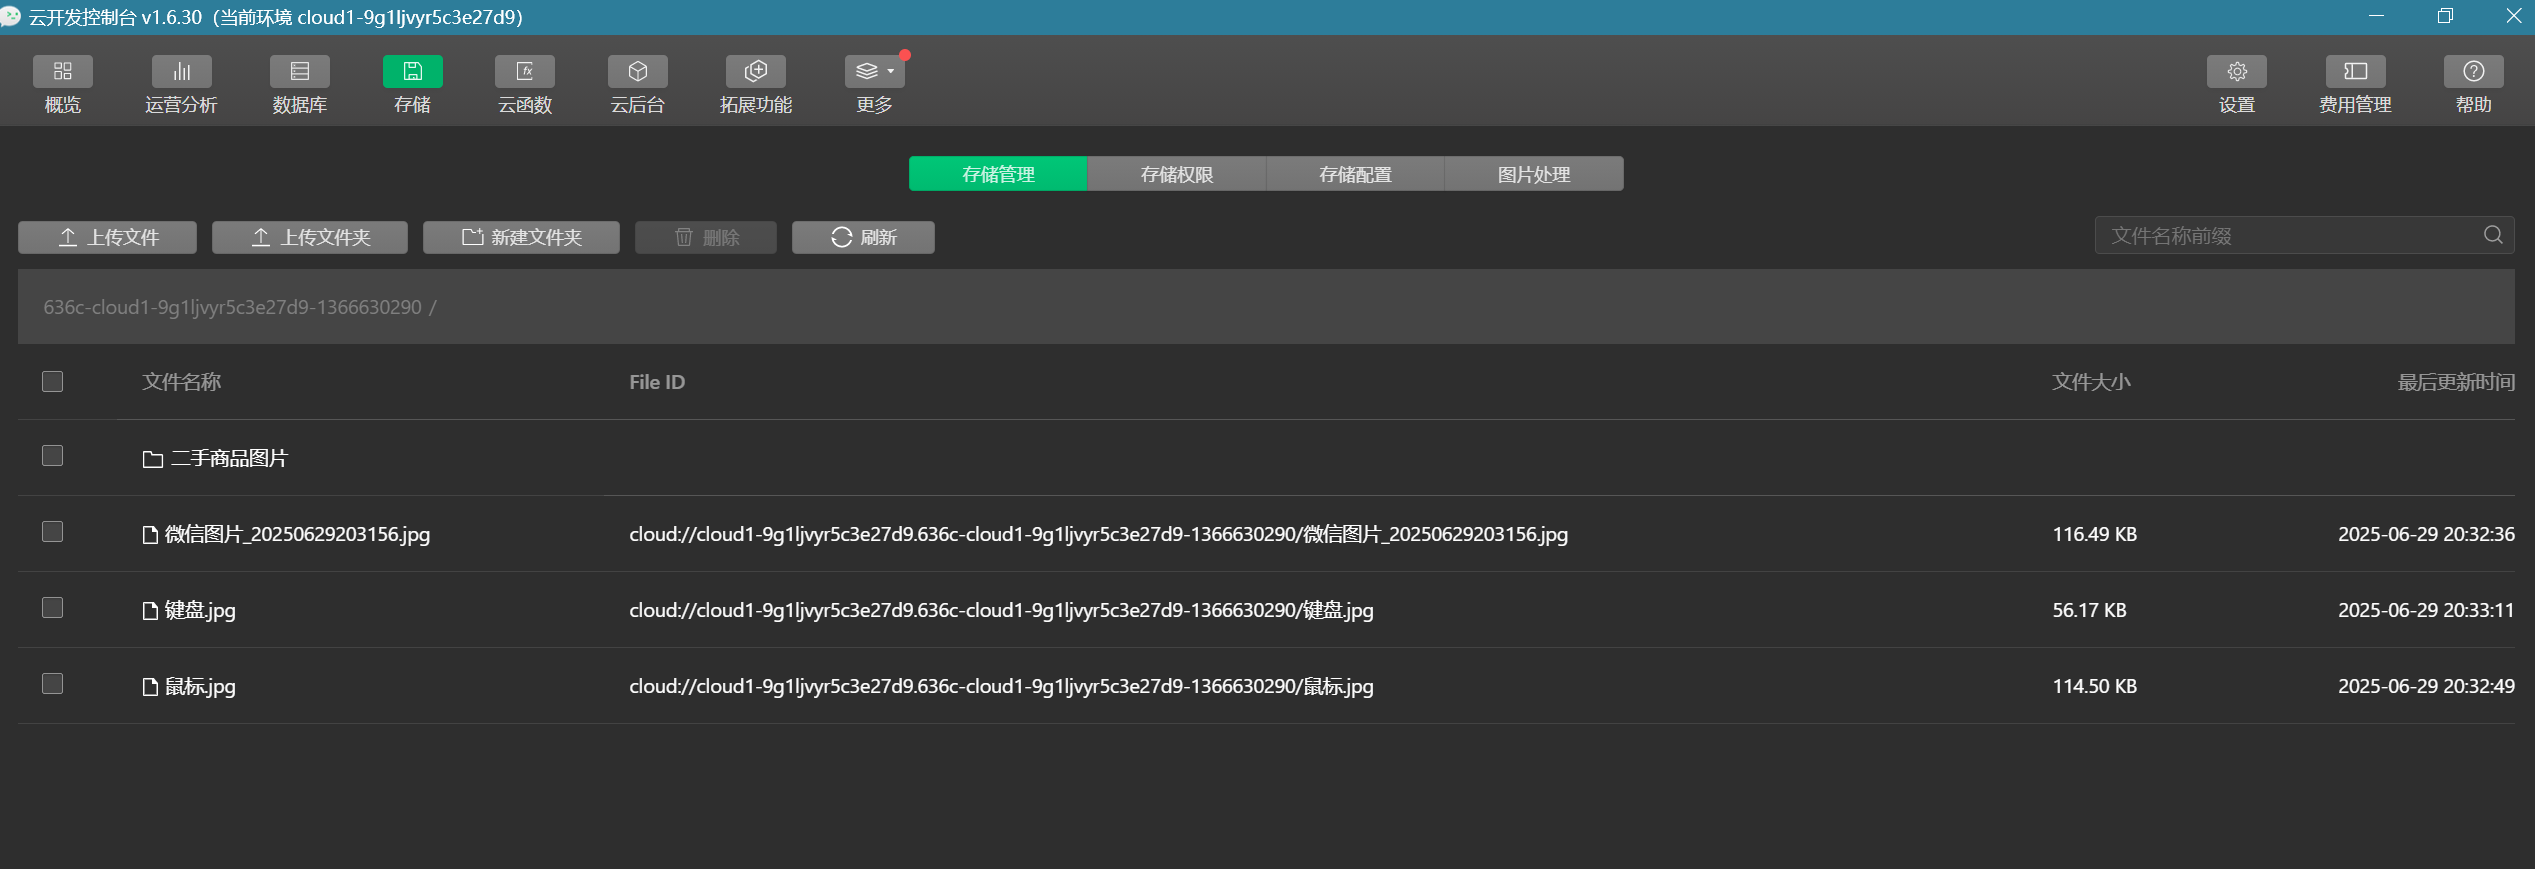 云开发控制台 v1.6.30（当前环境 cloud1-9g1ljvyr5c3e27d9）
概览 运营分析 数据库 存储 云函数 云后台 拓展功能 更多 设置 费用管理 帮助
存储管理 存储权限 存储配置 图片处理
上传文件 上传文件夹 新建文件夹 删除 刷新 文件名称前缀
636c-cloud1-9g1ljvyr5c3e27d9-1366630290 /
文件名称 File ID 文件大小 最后更新时间
二手商品图片
微信图片_20250629203156.jpg cloud://cloud1-9g1ljvyr5c3e27d9.636c-cloud1-9g1ljvyr5c3e27d9-1366630290/微信图片_20250629203156.jpg 116.49 KB 2025-06-29 20:32:36
键盘.jpg cloud://cloud1-9g1ljvyr5c3e27d9.636c-cloud1-9g1ljvyr5c3e27d9-1366630290/键盘.jpg 56.17 KB 2025-06-29 20:33:11
鼠标.jpg cloud://cloud1-9g1ljvyr5c3e27d9.636c-cloud1-9g1ljvyr5c3e27d9-1366630290/鼠标.jpg 114.50 KB 2025-06-29 20:32:49